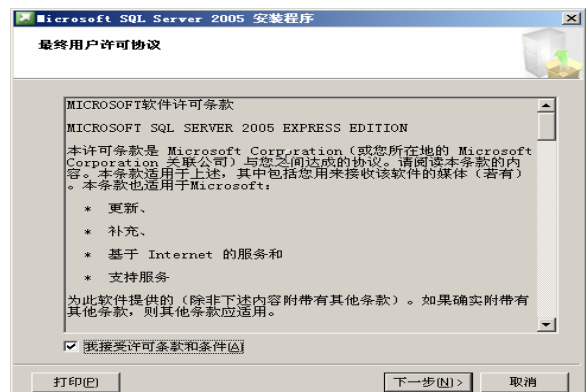 Microsoft SQL Server 2005 安装程序
最终用户许可协议
MICROSOFT软件许可条款
MICROSOFT SQL SERVER 2005 EXPRESS EDITION
本许可条款是 Microsoft Corporation（或您所在地的 Microsoft
Corporation 关联公司）与您之间达成的协议。请阅读本条款的内
容。本条款适用于上述，其中包括您用来接收该软件的媒体（若有）
。本条款也适用于Microsoft：
* 更新、
* 补充、
* 基于 Internet 的服务和
* 支持服务
为此软件提供的（除非下述内容附带有其他条款）。如果确实附带有
其他条款，则其他条款应适用。
我接受许可条款和条件(A)
打印(P)
下一步(N)>
取消